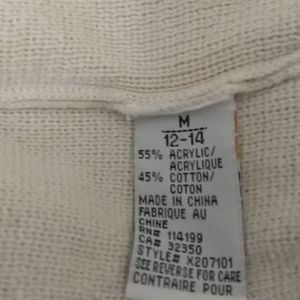 M
12-14
55% ACRYLIC/
ACRYLIQUE
45% COTTON/
COTON
MADE IN CHINA
FABRIQUE AU
CHINE
RN# 114199
CA# 32350
STYLE# X207101
SEE REVERSE FOR CARE
CONTRAIRE POUR